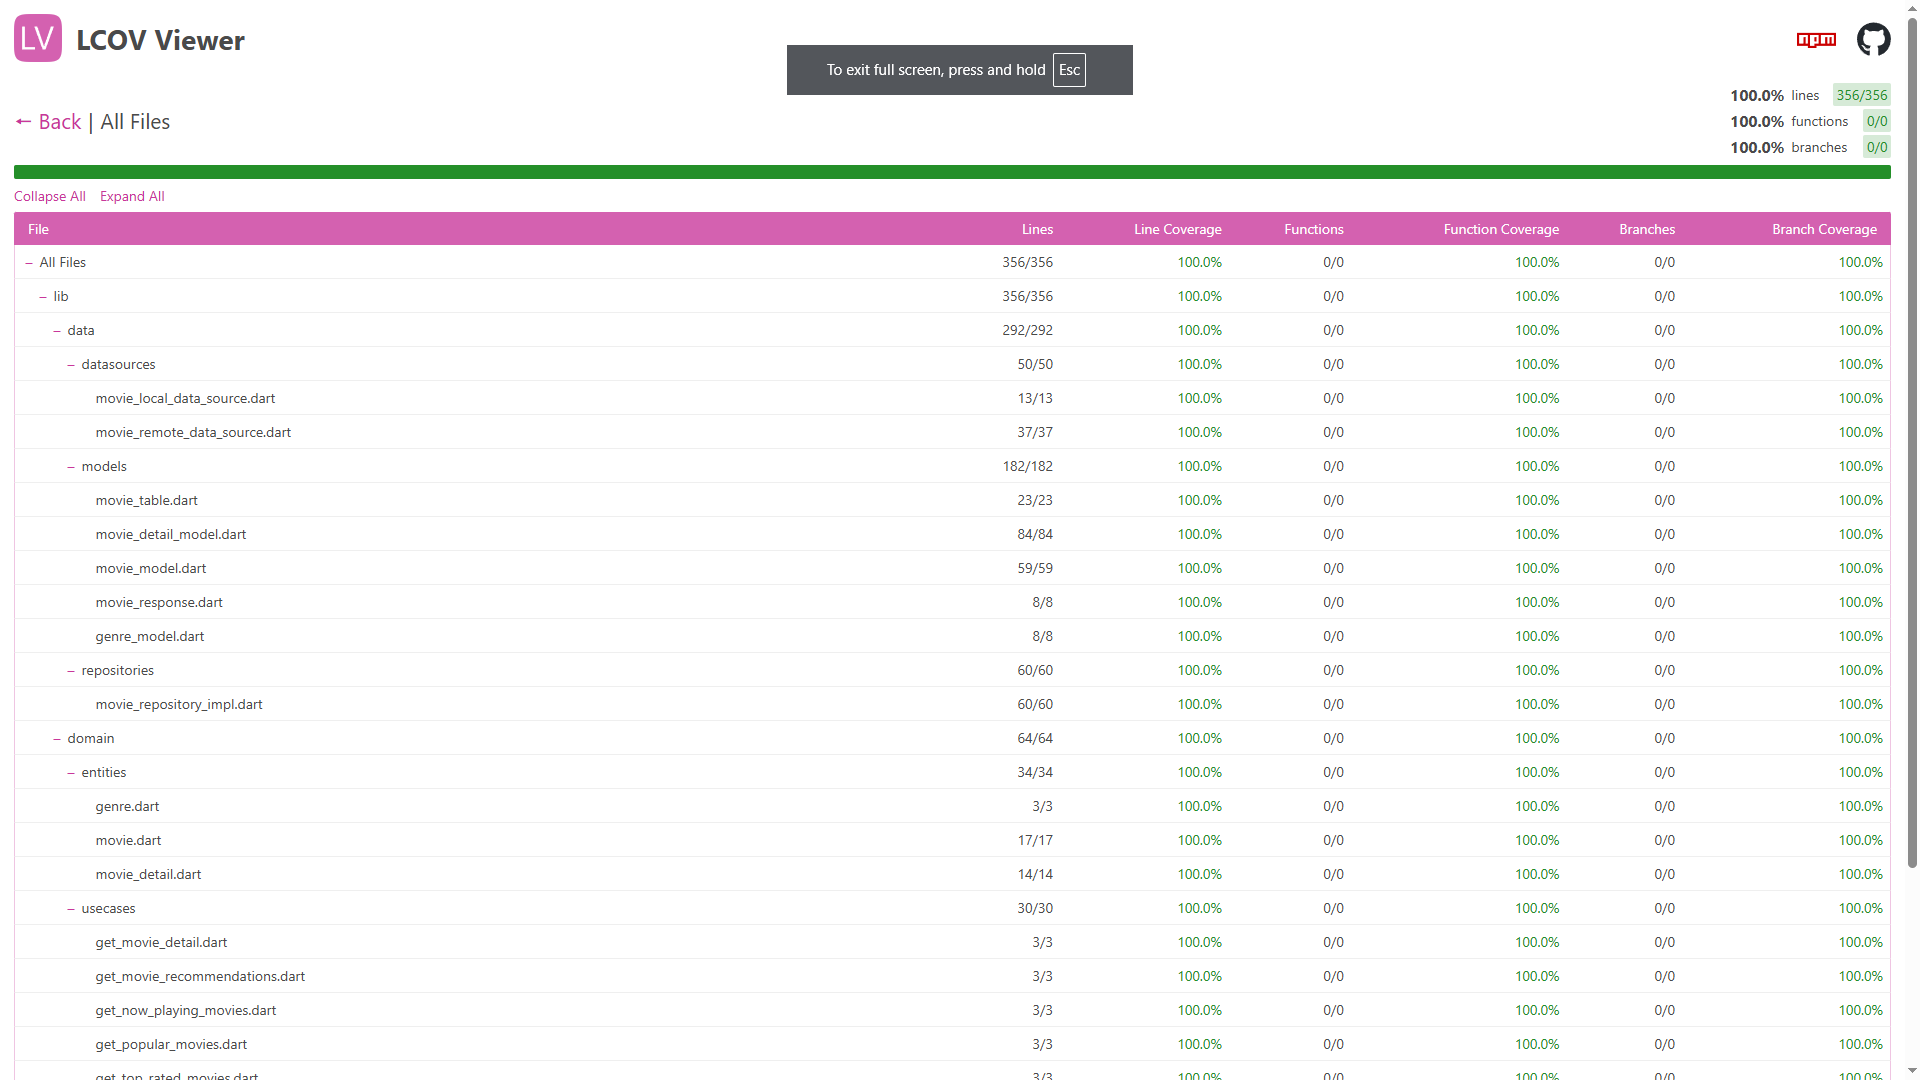 LV LCOV Viewer
npm
To exit full screen, press and hold Esc
100.0% lines 356/356
← Back | All Files
100.0% functions 0/0
100.0% branches 0/0
Collapse All Expand All
File Lines Line Coverage Functions Function Coverage Branches Branch Coverage
– All Files 356/356 100.0% 0/0 100.0% 0/0 100.0%
– lib 356/356 100.0% 0/0 100.0% 0/0 100.0%
– data 292/292 100.0% 0/0 100.0% 0/0 100.0%
– datasources 50/50 100.0% 0/0 100.0% 0/0 100.0%
movie_local_data_source.dart 13/13 100.0% 0/0 100.0% 0/0 100.0%
movie_remote_data_source.dart 37/37 100.0% 0/0 100.0% 0/0 100.0%
– models 182/182 100.0% 0/0 100.0% 0/0 100.0%
movie_table.dart 23/23 100.0% 0/0 100.0% 0/0 100.0%
movie_detail_model.dart 84/84 100.0% 0/0 100.0% 0/0 100.0%
movie_model.dart 59/59 100.0% 0/0 100.0% 0/0 100.0%
movie_response.dart 8/8 100.0% 0/0 100.0% 0/0 100.0%
genre_model.dart 8/8 100.0% 0/0 100.0% 0/0 100.0%
– repositories 60/60 100.0% 0/0 100.0% 0/0 100.0%
movie_repository_impl.dart 60/60 100.0% 0/0 100.0% 0/0 100.0%
– domain 64/64 100.0% 0/0 100.0% 0/0 100.0%
– entities 34/34 100.0% 0/0 100.0% 0/0 100.0%
genre.dart 3/3 100.0% 0/0 100.0% 0/0 100.0%
movie.dart 17/17 100.0% 0/0 100.0% 0/0 100.0%
movie_detail.dart 14/14 100.0% 0/0 100.0% 0/0 100.0%
– usecases 30/30 100.0% 0/0 100.0% 0/0 100.0%
get_movie_detail.dart 3/3 100.0% 0/0 100.0% 0/0 100.0%
get_movie_recommendations.dart 3/3 100.0% 0/0 100.0% 0/0 100.0%
get_now_playing_movies.dart 3/3 100.0% 0/0 100.0% 0/0 100.0%
get_popular_movies.dart 3/3 100.0% 0/0 100.0% 0/0 100.0%
get_top_rated_movies.dart 3/3 100.0% 0/0 100.0% 0/0 100.0%